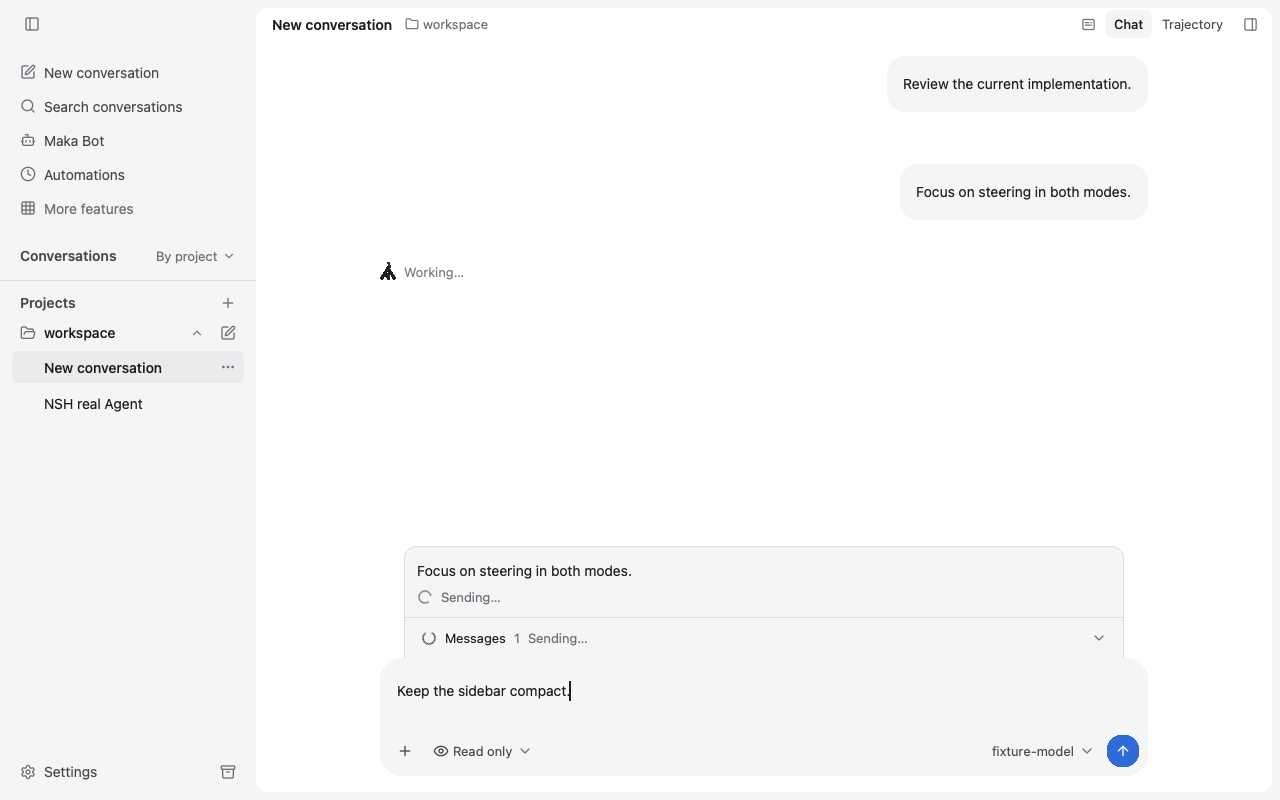 New conversation
Search conversations
Maka Bot
Automations
More features
Conversations
By project
Projects
workspace
New conversation
NSH real Agent
Settings
New conversation
workspace
Chat
Trajectory
Review the current implementation.
Focus on steering in both modes.
Working...
Focus on steering in both modes.
Sending...
Messages 1 Sending...
Keep the sidebar compact.
Read only
fixture-model